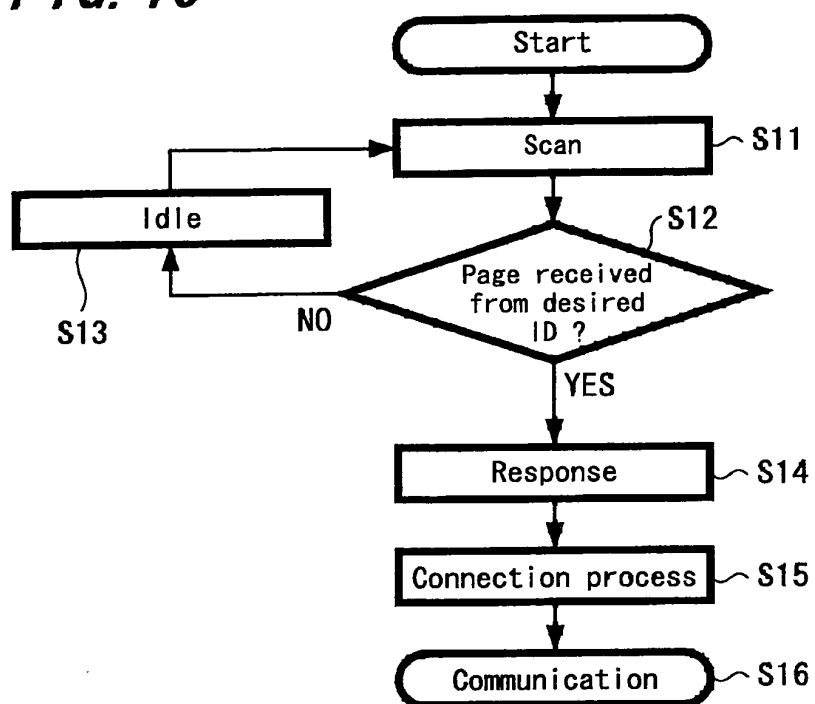 Start
Scan
S11
Idle
S12
Page received
from desired
ID ?
S13
NO
YES
Response
S14
Connection process
S15
Communication
S16